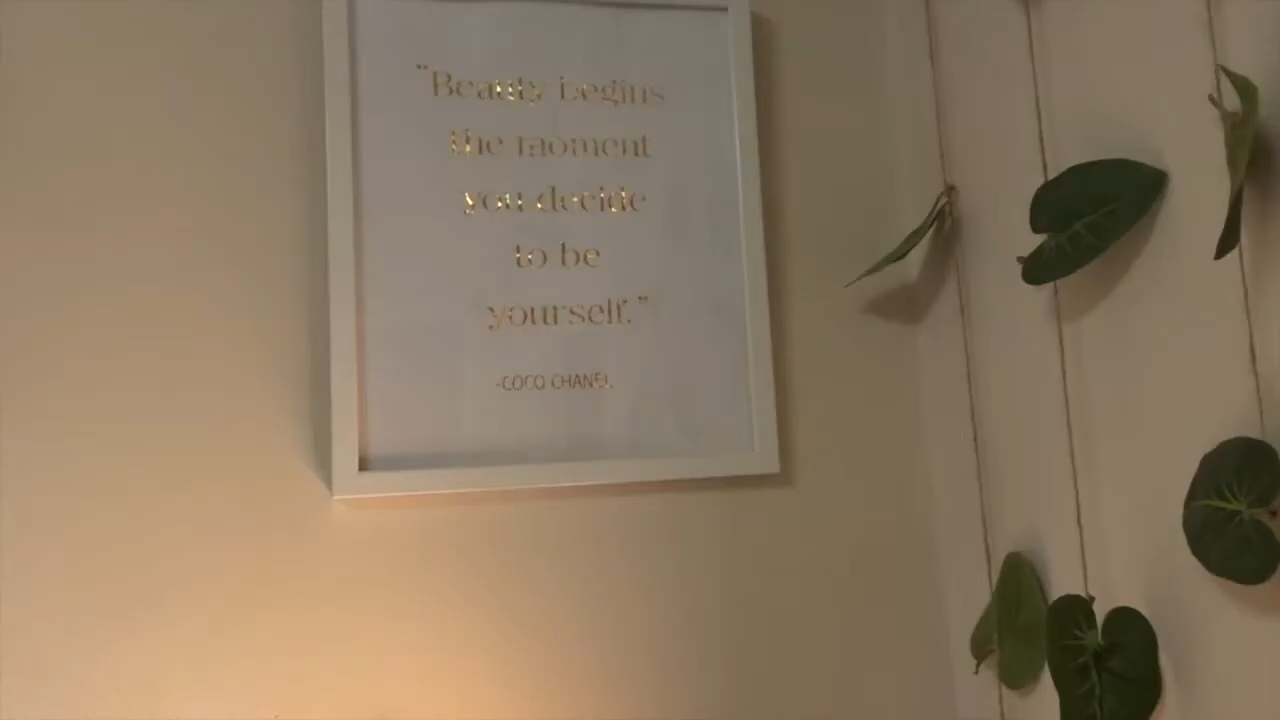 “Beauty begins
the moment
you decide
to be
yourself.”
-COCO CHANEL